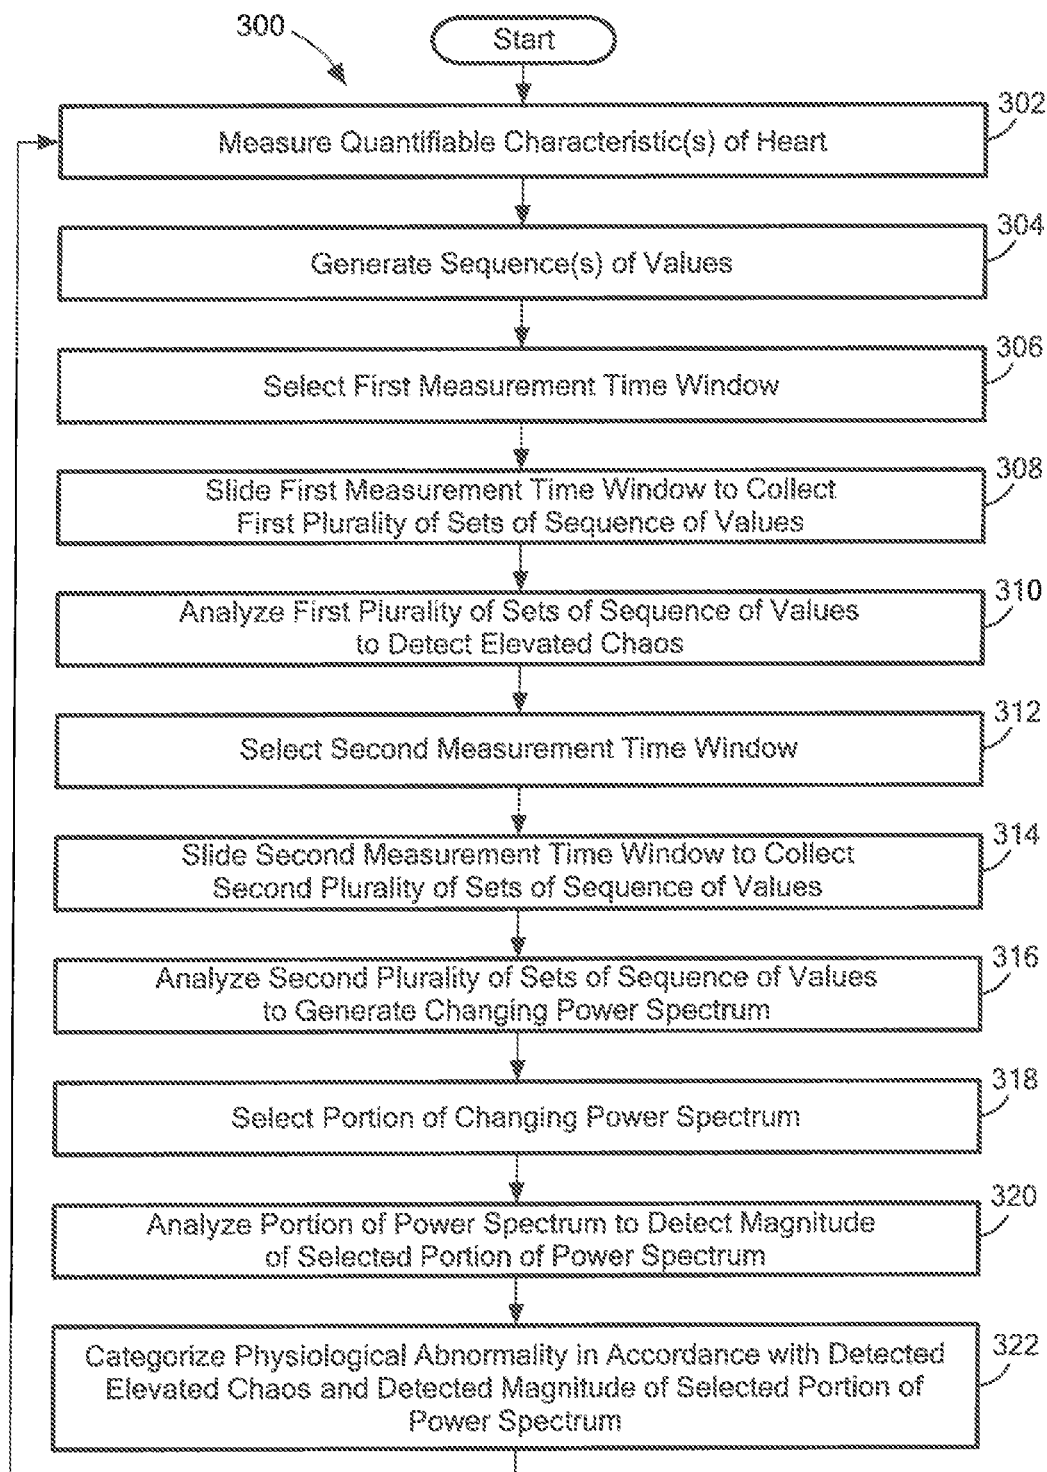 300
Start
302
Measure Quantifiable Characteristic(s) of Heart
304
Generate Sequence(s) of Values
306
Select First Measurement Time Window
308
Slide First Measurement Time Window to Collect
First Plurality of Sets of Sequence of Values
310
Analyze First Plurality of Sets of Sequence of Values
to Detect Elevated Chaos
312
Select Second Measurement Time Window
314
Slide Second Measurement Time Window to Collect
Second Plurality of Sets of Sequence of Values
316
Analyze Second Plurality of Sets of Sequence of Values
to Generate Changing Power Spectrum
318
Select Portion of Changing Power Spectrum
320
Analyze Portion of Power Spectrum to Detect Magnitude
of Selected Portion of Power Spectrum
322
Categorize Physiological Abnormality in Accordance with Detected
Elevated Chaos and Detected Magnitude of Selected Portion of
Power Spectrum